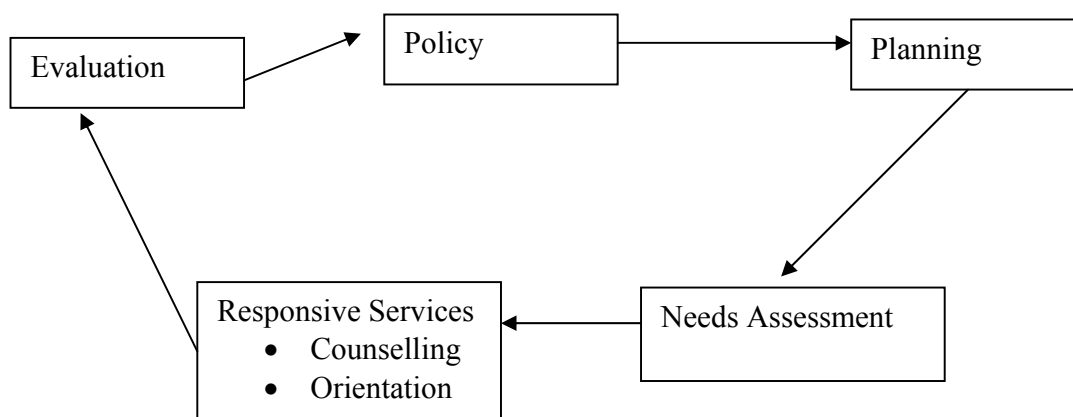 Evaluation
Policy
Planning
Responsive Services
• Counselling
• Orientation
Needs Assessment